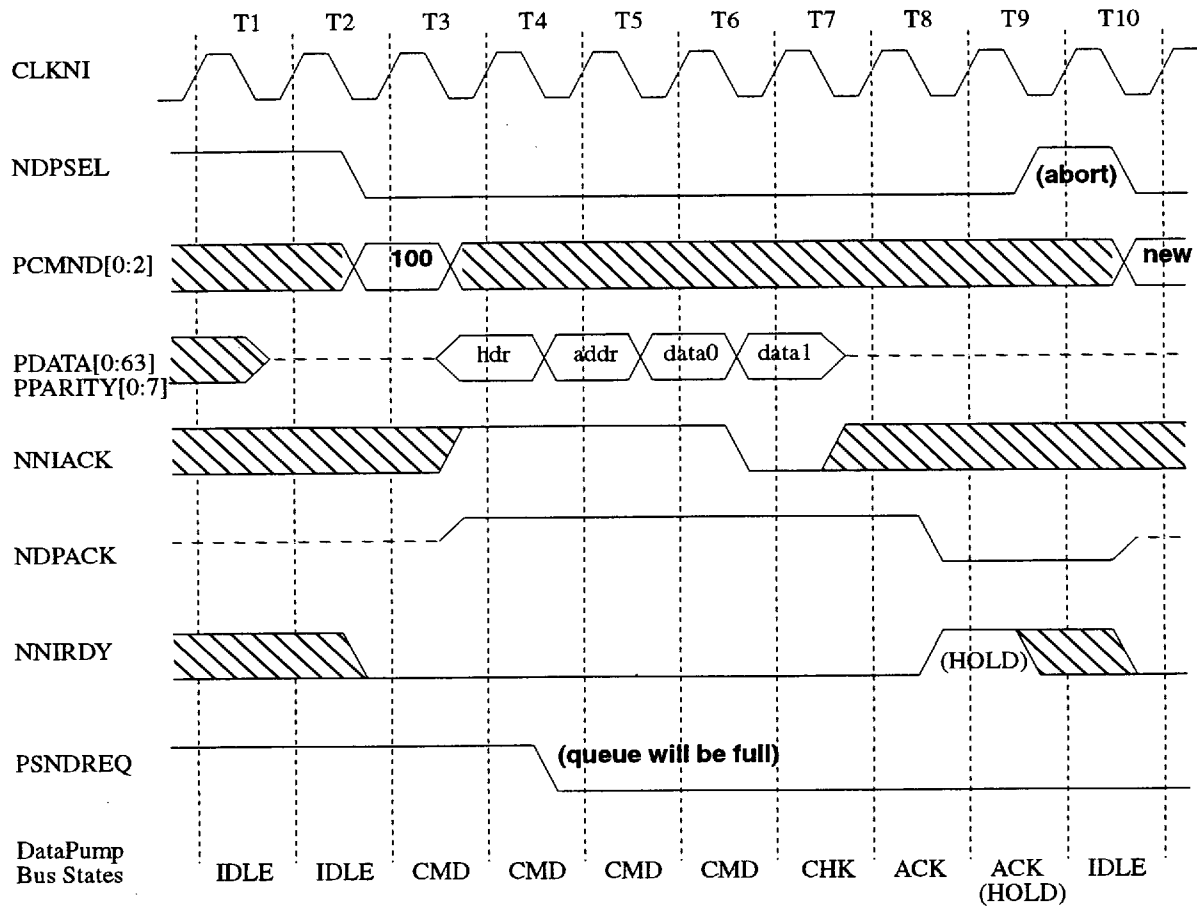 T1 T2 T3 T4 T5 T6 T7 T8 T9 T10
CLKNI
NDPSEL
(abort)
PCMND[0:2]
100
new
PDATA[0:63]
PPARITY[0:7]
hdr addr data0 data1
NNIACK
NDPACK
NNIRDY
(HOLD)
PSNDREQ
(queue will be full)
DataPump
Bus States
IDLE IDLE CMD CMD CMD CMD CHK ACK ACK IDLE
(HOLD)